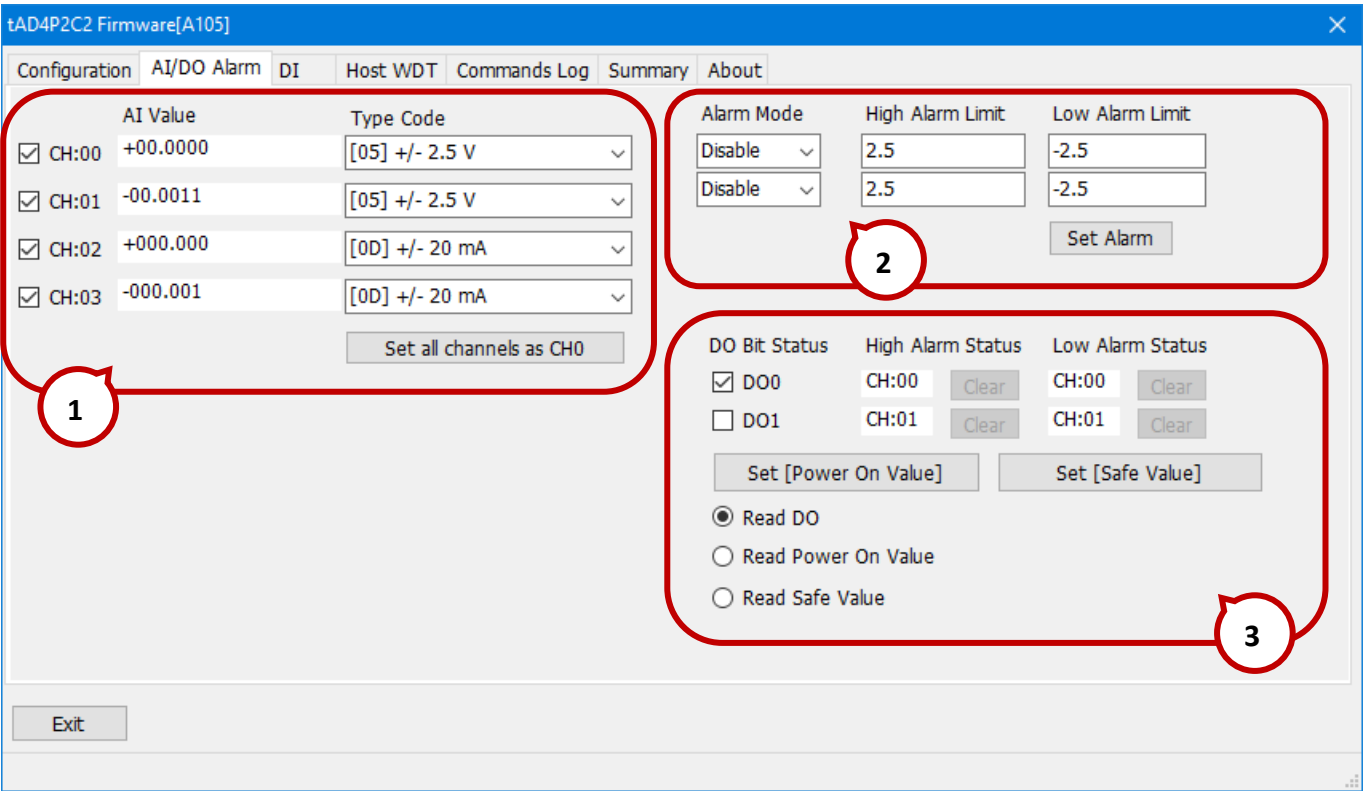 tAD4P2C2 Firmware[A105]
Configuration AI/DO Alarm DI Host WDT Commands Log Summary About
AI Value Type Code
CH:00 +00.0000 [05] +/- 2.5 V
CH:01 -00.0011 [05] +/- 2.5 V
CH:02 +000.000 [0D] +/- 20 mA
CH:03 -000.001 [0D] +/- 20 mA
Set all channels as CH0
1
Alarm Mode High Alarm Limit Low Alarm Limit
Disable 2.5 -2.5
Disable 2.5 -2.5
Set Alarm
2
DO Bit Status High Alarm Status Low Alarm Status
DO0 CH:00 Clear CH:00 Clear
DO1 CH:01 Clear CH:01 Clear
Set [Power On Value] Set [Safe Value]
Read DO
Read Power On Value
Read Safe Value
3
Exit